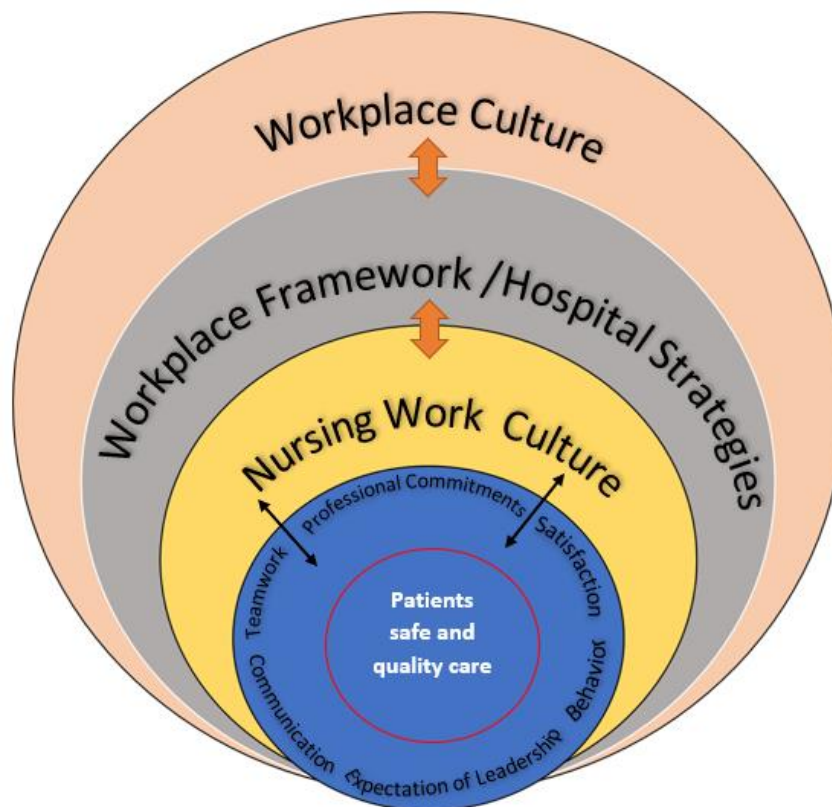 Workplace Culture
Workplace Framework /Hospital Strategies
Nursing Work Culture
Professional Commitments
Satisfaction
Behavior
Expectation of Leadership
Communication
Teamwork
Patients
safe and
quality care